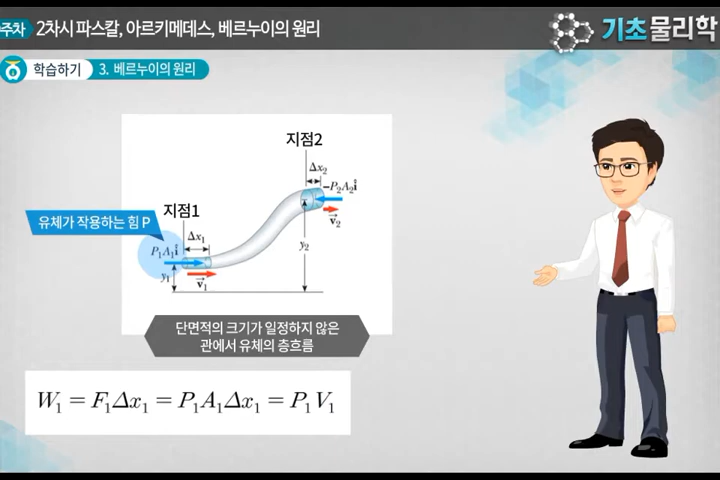 주차 2차시 파스칼, 아르키메데스, 베르누이의 원리
기초물리학
학습하기 3. 베르누이의 원리
지점2
Δx₂
−P₂A₂î
v⃗₂
지점1
유체가 작용하는 힘 P
Δx₁
y₂
P₁A₁î
y₁
v⃗₁
단면적의 크기가 일정하지 않은
관에서 유체의 층흐름
W₁ = F₁Δx₁ = P₁A₁Δx₁ = P₁V₁